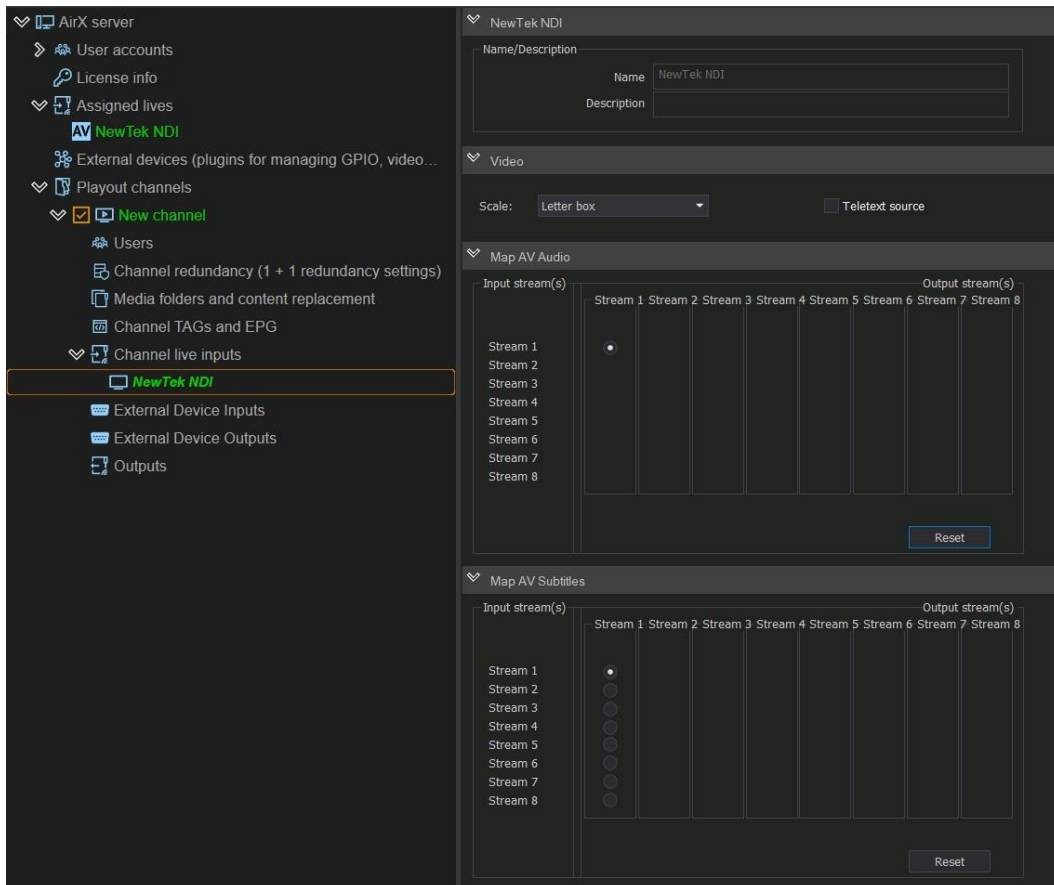 AirX server
User accounts
License info
Assigned lives
AV NewTek NDI
External devices (plugins for managing GPIO, video...
Playout channels
New channel
Users
Channel redundancy (1 + 1 redundancy settings)
Media folders and content replacement
Channel TAGs and EPG
Channel live inputs
NewTek NDI
External Device Inputs
External Device Outputs
Outputs
NewTek NDI
Name/Description
Name NewTek NDI
Description
Video
Scale: Letter box Teletext source
Map AV Audio
Input stream(s) Output stream(s)
Stream 1 Stream 2 Stream 3 Stream 4 Stream 5 Stream 6 Stream 7 Stream 8
Stream 1
Stream 2
Stream 3
Stream 4
Stream 5
Stream 6
Stream 7
Stream 8
Reset
Map AV Subtitles
Input stream(s) Output stream(s)
Stream 1 Stream 2 Stream 3 Stream 4 Stream 5 Stream 6 Stream 7 Stream 8
Stream 1
Stream 2
Stream 3
Stream 4
Stream 5
Stream 6
Stream 7
Stream 8
Reset